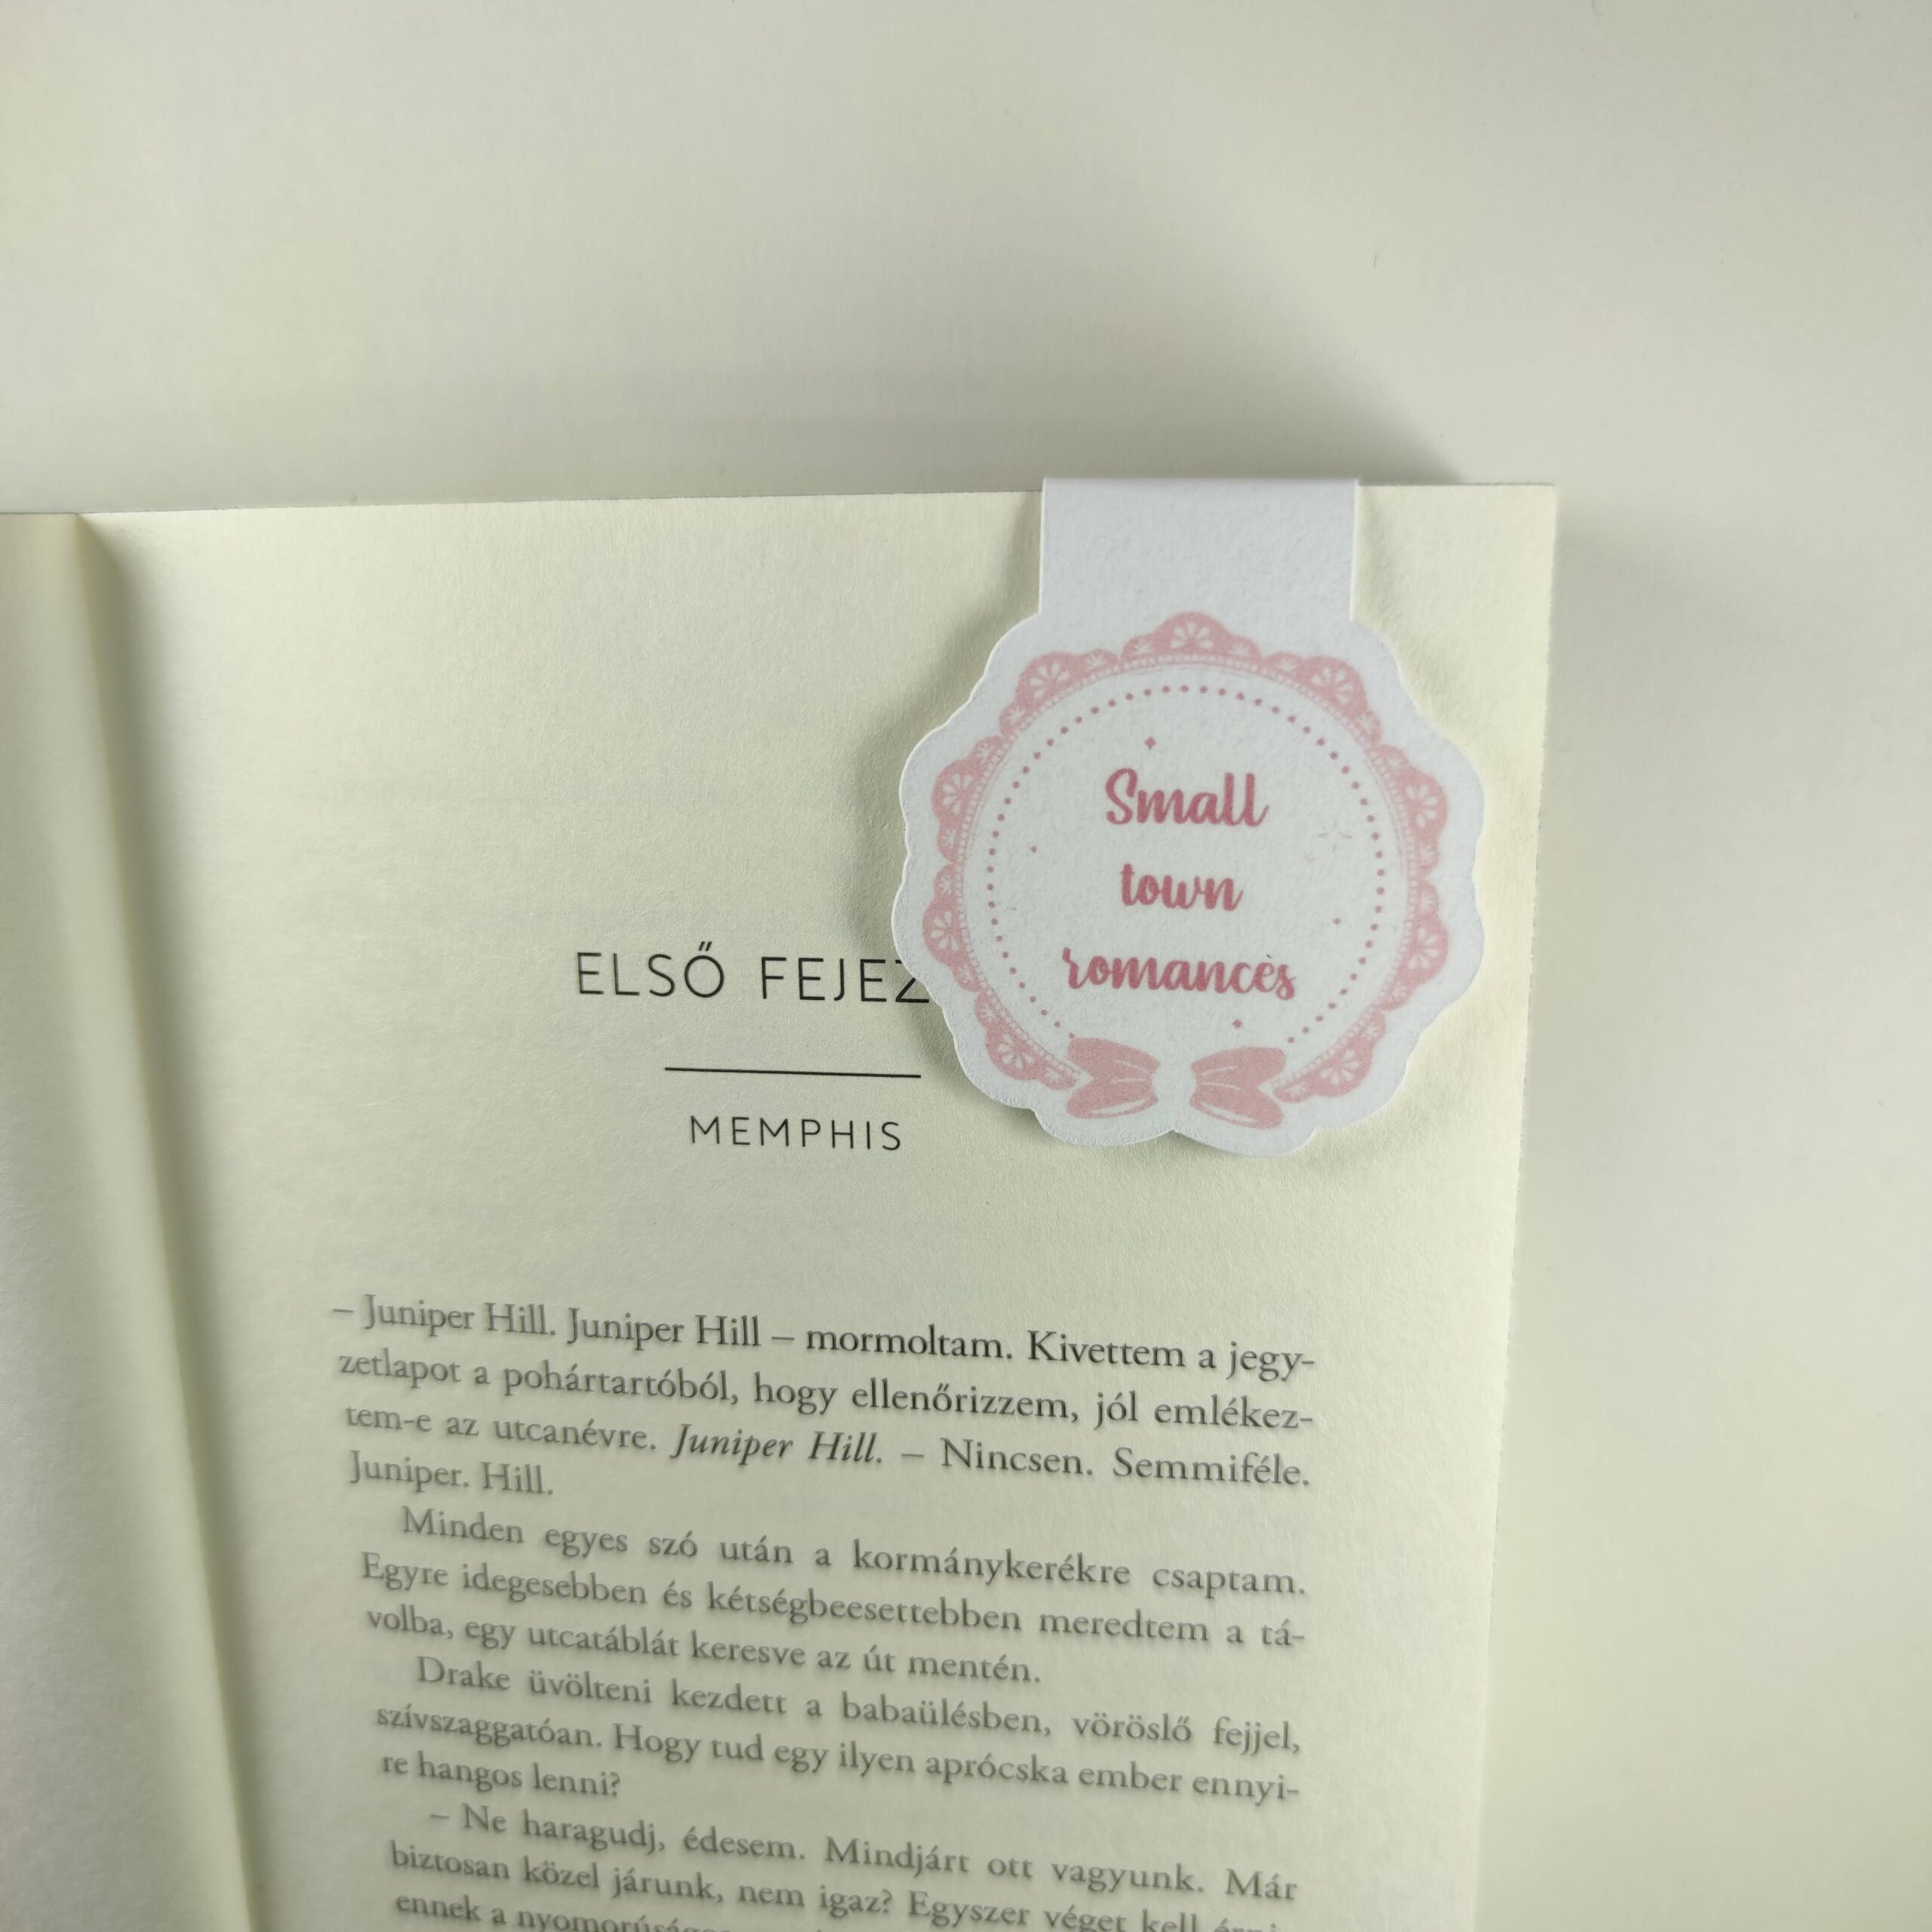 Small
town
romances
ELSŐ FEJEZ
MEMPHIS
– Juniper Hill. Juniper Hill – mormoltam. Kivettem a jegy-
zetlapot a pohártartóból, hogy ellenőrizzem, jól emlékez-
tem-e az utcanévre. Juniper Hill. – Nincsen. Semmiféle.
Juniper. Hill.
Minden egyes szó után a kormánykerékre csaptam.
Egyre idegesebben és kétségbeesettebben meredtem a tá-
volba, egy utcatáblát keresve az út mentén.
Drake üvölteni kezdett a babaülésben, vöröslő fejjel,
szívszaggatóan. Hogy tud egy ilyen aprócska ember ennyi-
re hangos lenni?
– Ne haragudj, édesem. Mindjárt ott vagyunk. Már
biztosan közel járunk, nem igaz? Egyszer véget kell érni-
ennek a